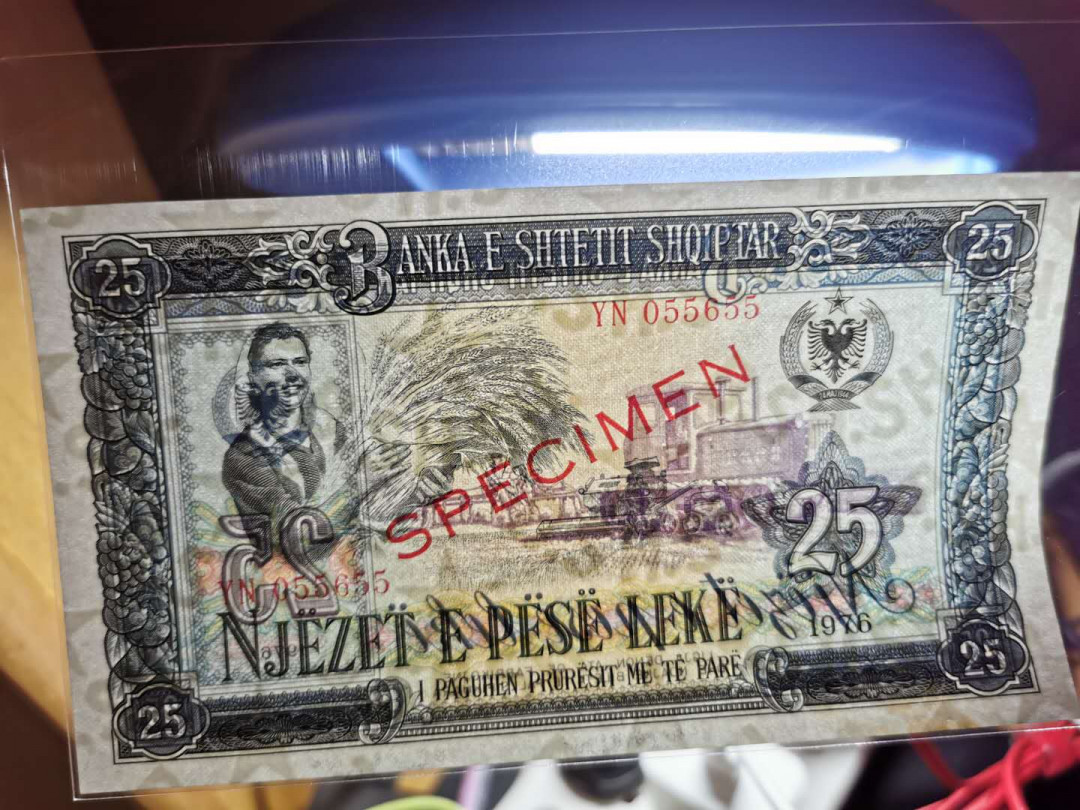 25
BANKA E SHTETIT SHQIPTAR
25
YN 055655
SPECIMEN
25
YN 055655
NJËZET E PESË LEKË
1976
I PAGUHEN PRURËSIT ME TË PARË
25
25